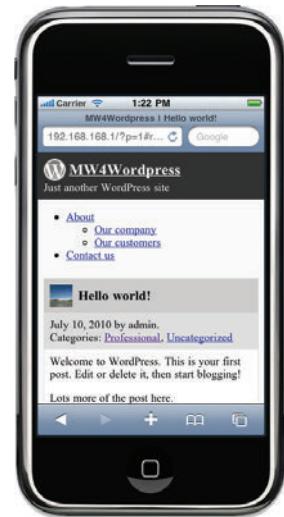 Carrier 1:22 PM
MW4Wordpress | Hello world!
192.168.168.1/?p=1#r... Google
MW4Wordpress
Just another WordPress site
• About
Our company
Our customers
• Contact us
Hello world!
July 10, 2010 by admin.
Categories: Professional, Uncategorized
Welcome to WordPress. This is your first
post. Edit or delete it, then start blogging!
Lots more of the post here.